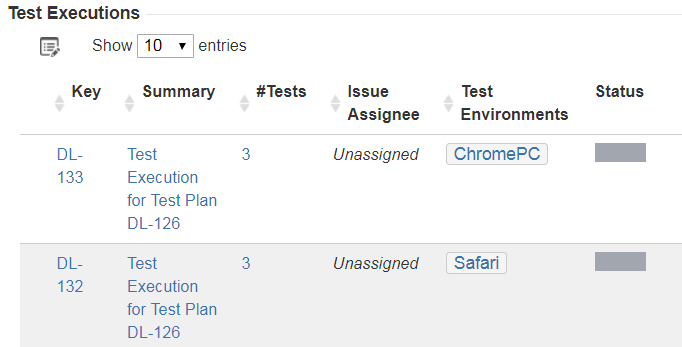 Test Executions
Show 10 entries
Key Summary #Tests Issue Assignee Test Environments Status
DL-133 Test Execution for Test Plan DL-126 3 Unassigned ChromePC
DL-132 Test Execution for Test Plan DL-126 3 Unassigned Safari